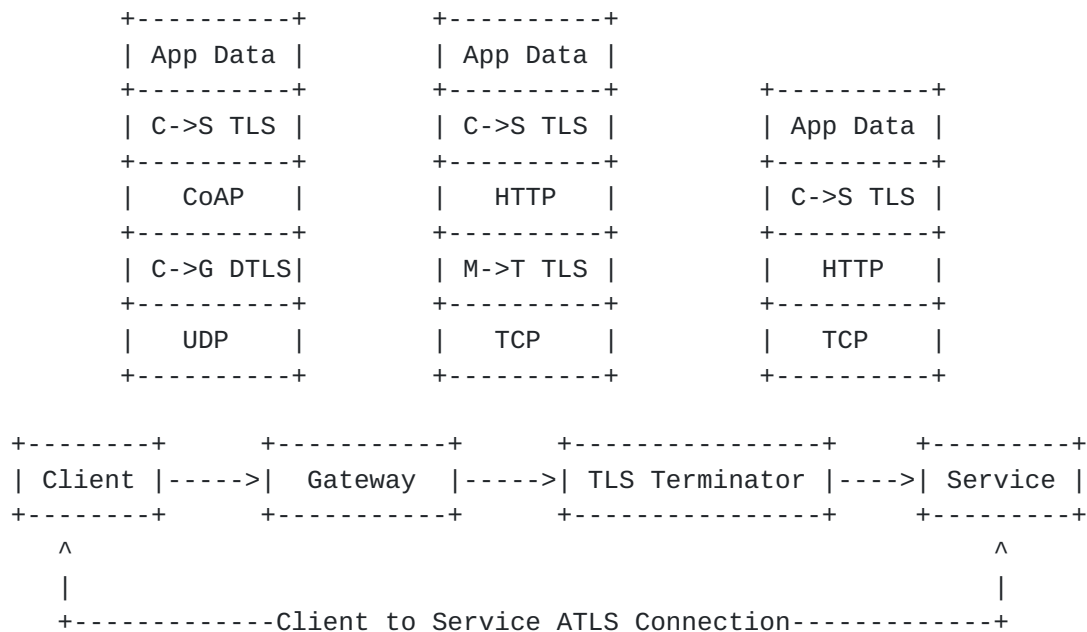 +----------+ +----------+
| App Data | | App Data |
+----------+ +----------+ +----------+
| C->S TLS | | C->S TLS | | App Data |
+----------+ +----------+ +----------+
| CoAP | | HTTP | | C->S TLS |
+----------+ +----------+ +----------+
| C->G DTLS| | M->T TLS | | HTTP |
+----------+ +----------+ +----------+
| UDP | | TCP | | TCP |
+----------+ +----------+ +----------+
+--------+ +-----------+ +----------------+ +---------+
| Client |----->| Gateway |----->| TLS Terminator |---->| Service |
+--------+ +-----------+ +----------------+ +---------+
^ ^
| |
+-------------Client to Service ATLS Connection-------------+